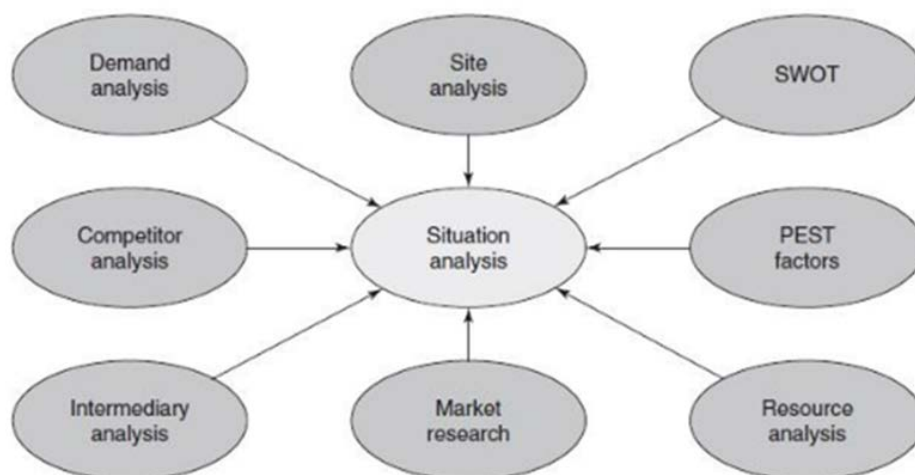 Demand
analysis
Site
analysis
SWOT
Competitor
analysis
Situation
analysis
PEST
factors
Intermediary
analysis
Market
research
Resource
analysis